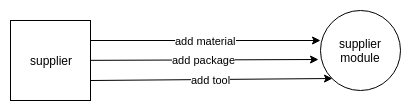 supplier
add material
add package
add tool
supplier
module